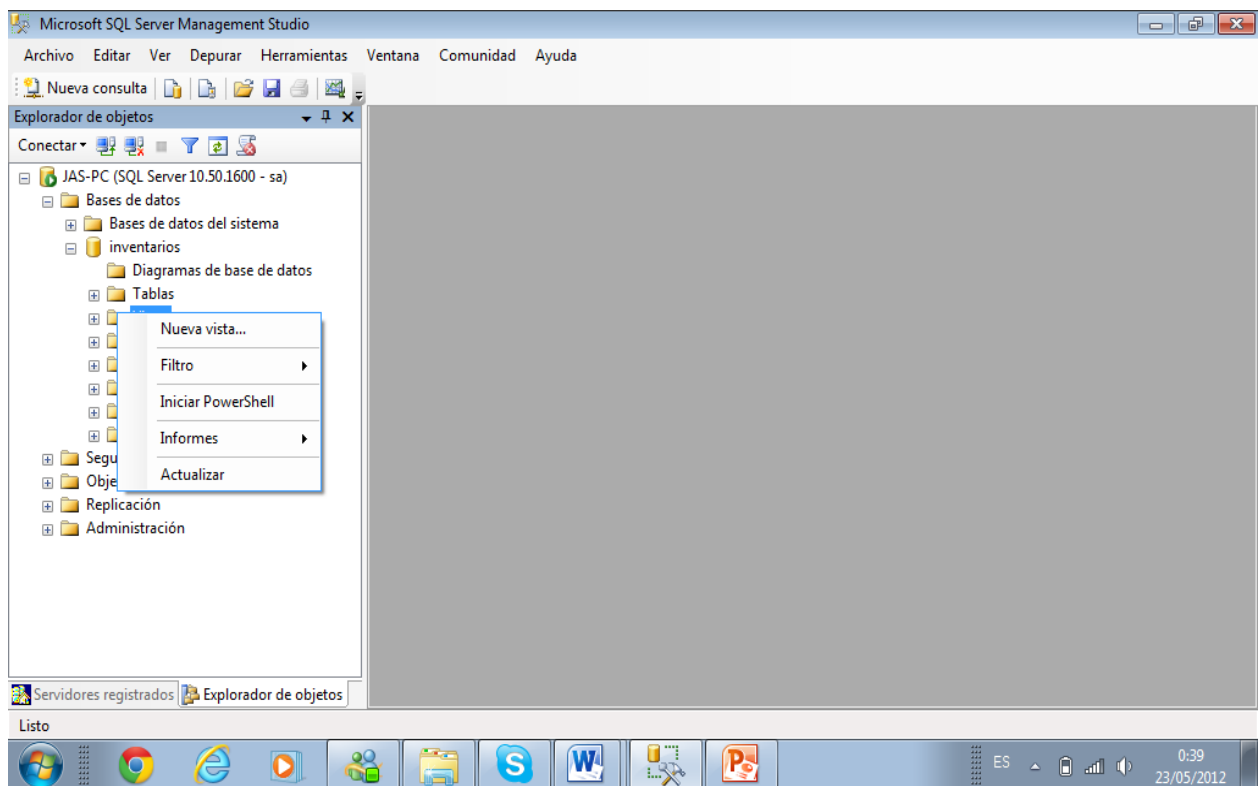 Microsoft SQL Server Management Studio
Archivo Editar Ver Depurar Herramientas Ventana Comunidad Ayuda
Nueva consulta
Explorador de objetos
Conectar
JAS-PC (SQL Server 10.50.1600 - sa)
Bases de datos
Bases de datos del sistema
inventarios
Diagramas de base de datos
Tablas
Nueva vista...
Filtro
Iniciar PowerShell
Informes
Actualizar
Segu
Obje
Replicación
Administración
Servidores registrados Explorador de objetos
Listo
ES 0:39
23/05/2012